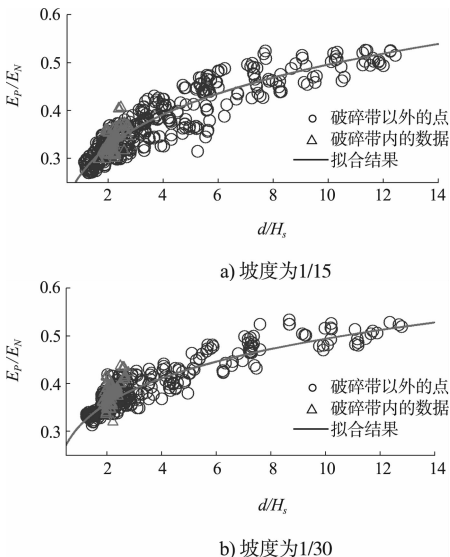 0.6
0.5
E_P/E_N
0.4
0.3
○ 破碎带以外的点
△ 破碎带内的数据
— 拟合结果
2 4 6 8 10 12 14
d/H_s
a) 坡度为1/15
0.6
0.5
E_P/E_N
0.4
0.3
○ 破碎带以外的点
△ 破碎带内的数据
— 拟合结果
0 2 4 6 8 10 12 14
d/H_s
b) 坡度为1/30